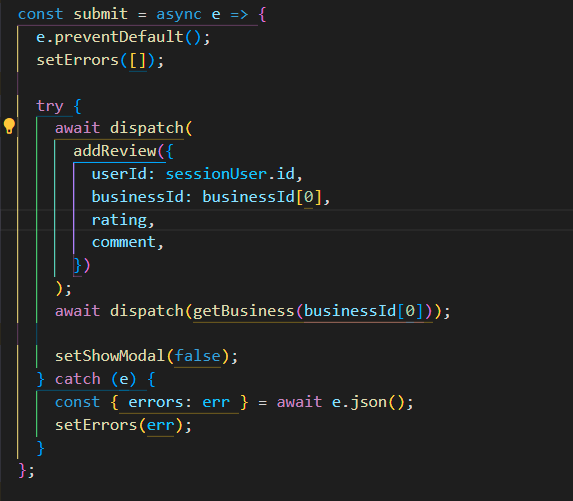 const submit = async e => {
e.preventDefault();
setErrors([]);
try {
await dispatch(
addReview({
userId: sessionUser.id,
businessId: businessId[0],
rating,
comment,
})
);
await dispatch(getBusiness(businessId[0]));
setShowModal(false);
} catch (e) {
const { errors: err } = await e.json();
setErrors(err);
}
};